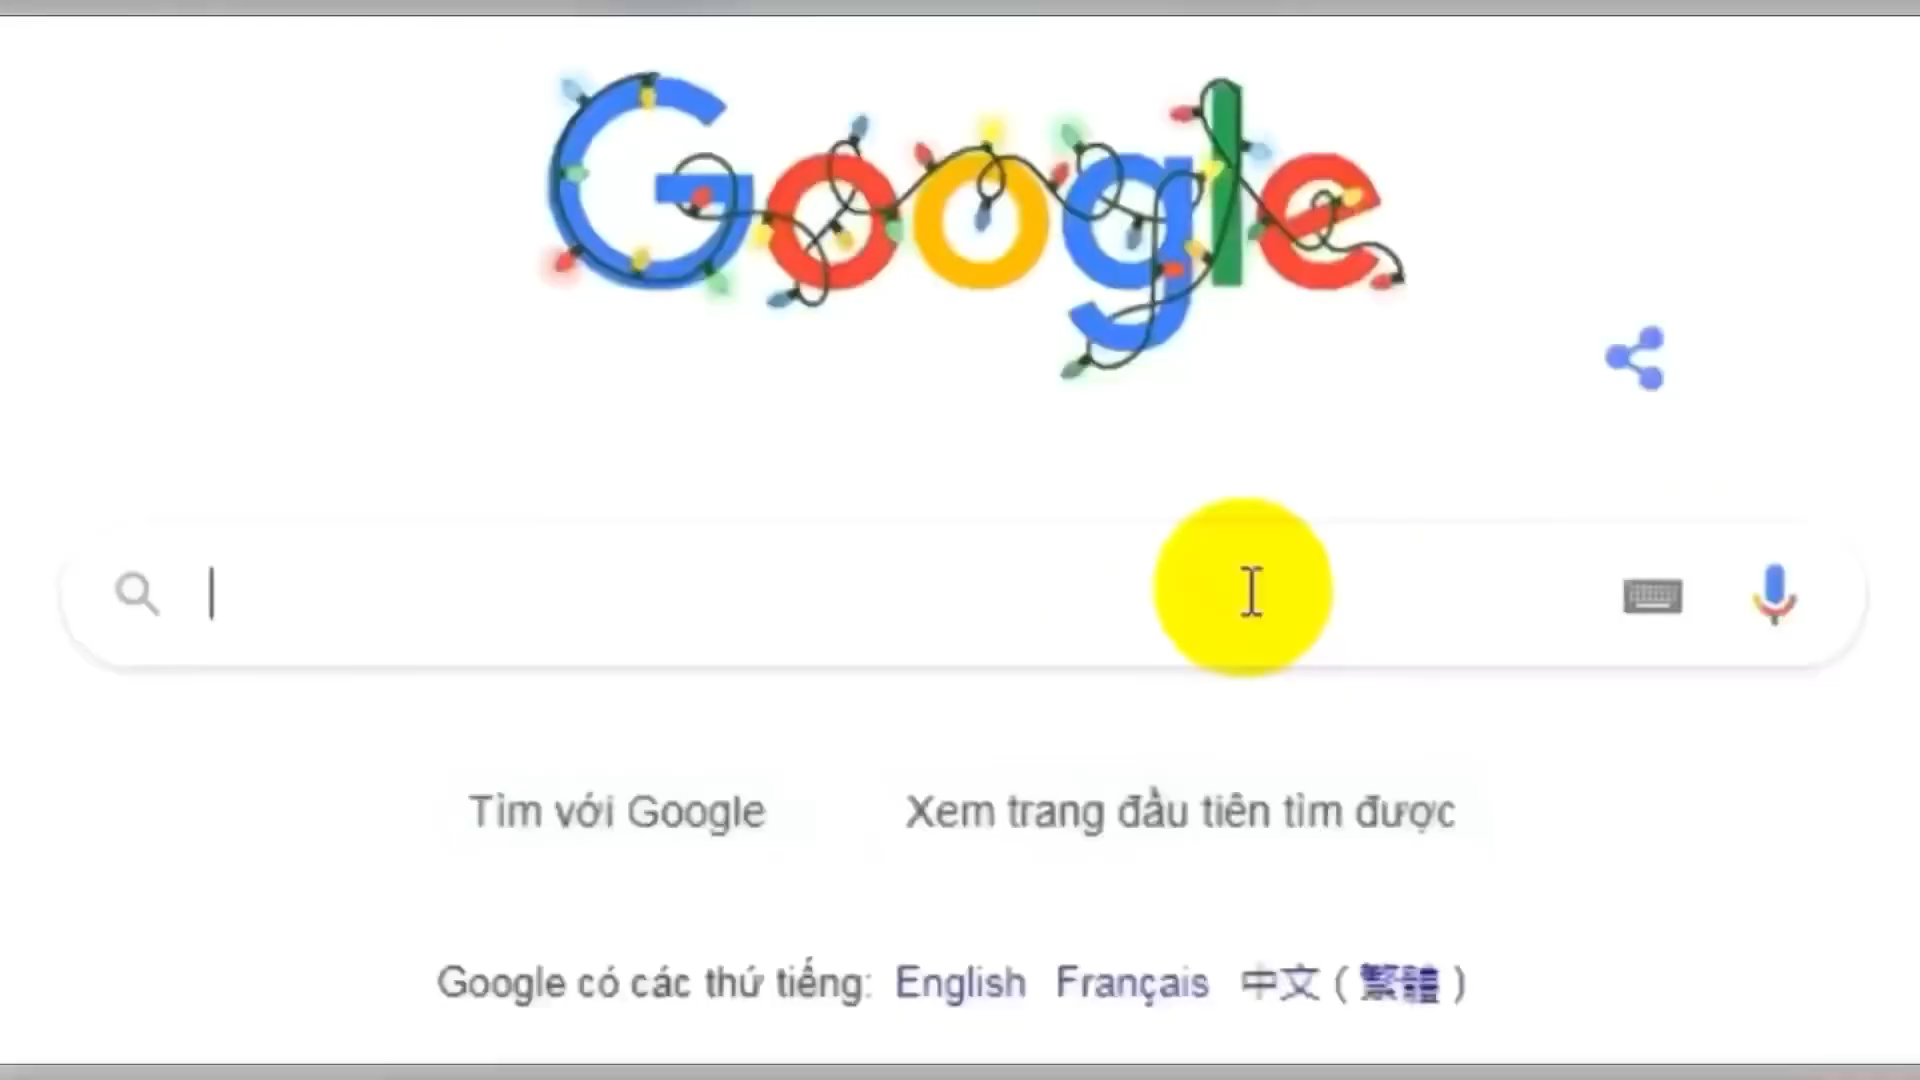 Google
Tìm với Google Xem trang đầu tiên tìm được
Google có các thứ tiếng: English Français 中文 (繁體)